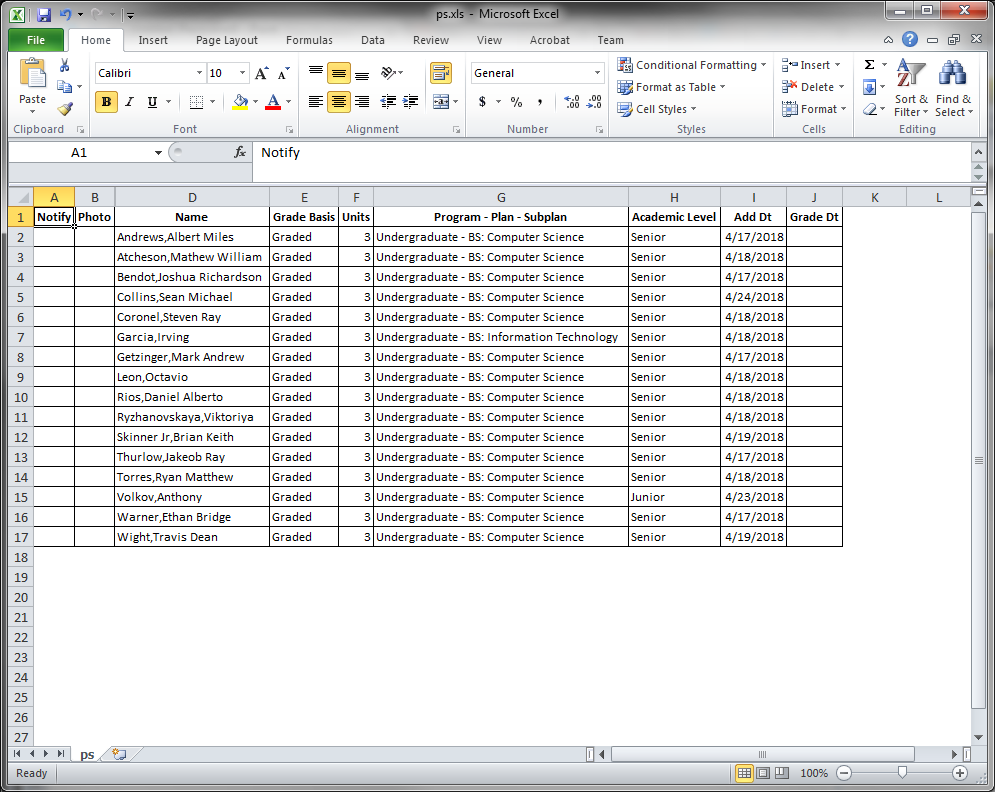 ps.xls - Microsoft Excel
File Home Insert Page Layout Formulas Data Review View Acrobat Team
Calibri 10 General Conditional Formatting Insert Σ
Paste B I U $ % , Format as Table Delete Sort & Filter Find & Select
Cell Styles Format
Clipboard Font Alignment Number Styles Cells Editing
A1 fx Notify
A B D E F G H I J K L
1 Notify Photo Name Grade Basis Units Program - Plan - Subplan Academic Level Add Dt Grade Dt
2 Andrews,Albert Miles Graded 3 Undergraduate - BS: Computer Science Senior 4/17/2018
3 Atcheson,Mathew William Graded 3 Undergraduate - BS: Computer Science Senior 4/18/2018
4 Bendot,Joshua Richardson Graded 3 Undergraduate - BS: Computer Science Senior 4/17/2018
5 Collins,Sean Michael Graded 3 Undergraduate - BS: Computer Science Senior 4/24/2018
6 Coronel,Steven Ray Graded 3 Undergraduate - BS: Computer Science Senior 4/18/2018
7 Garcia,Irving Graded 3 Undergraduate - BS: Information Technology Senior 4/18/2018
8 Getzinger,Mark Andrew Graded 3 Undergraduate - BS: Computer Science Senior 4/17/2018
9 Leon,Octavio Graded 3 Undergraduate - BS: Computer Science Senior 4/18/2018
10 Rios,Daniel Alberto Graded 3 Undergraduate - BS: Computer Science Senior 4/18/2018
11 Ryzhanovskaya,Viktoriya Graded 3 Undergraduate - BS: Computer Science Senior 4/18/2018
12 Skinner Jr,Brian Keith Graded 3 Undergraduate - BS: Computer Science Senior 4/19/2018
13 Thurlow,Jakeob Ray Graded 3 Undergraduate - BS: Computer Science Senior 4/17/2018
14 Torres,Ryan Matthew Graded 3 Undergraduate - BS: Computer Science Senior 4/18/2018
15 Volkov,Anthony Graded 3 Undergraduate - BS: Computer Science Junior 4/23/2018
16 Warner,Ethan Bridge Graded 3 Undergraduate - BS: Computer Science Senior 4/17/2018
17 Wight,Travis Dean Graded 3 Undergraduate - BS: Computer Science Senior 4/19/2018
18
19
20
21
22
23
24
25
26
27
ps
Ready 100%